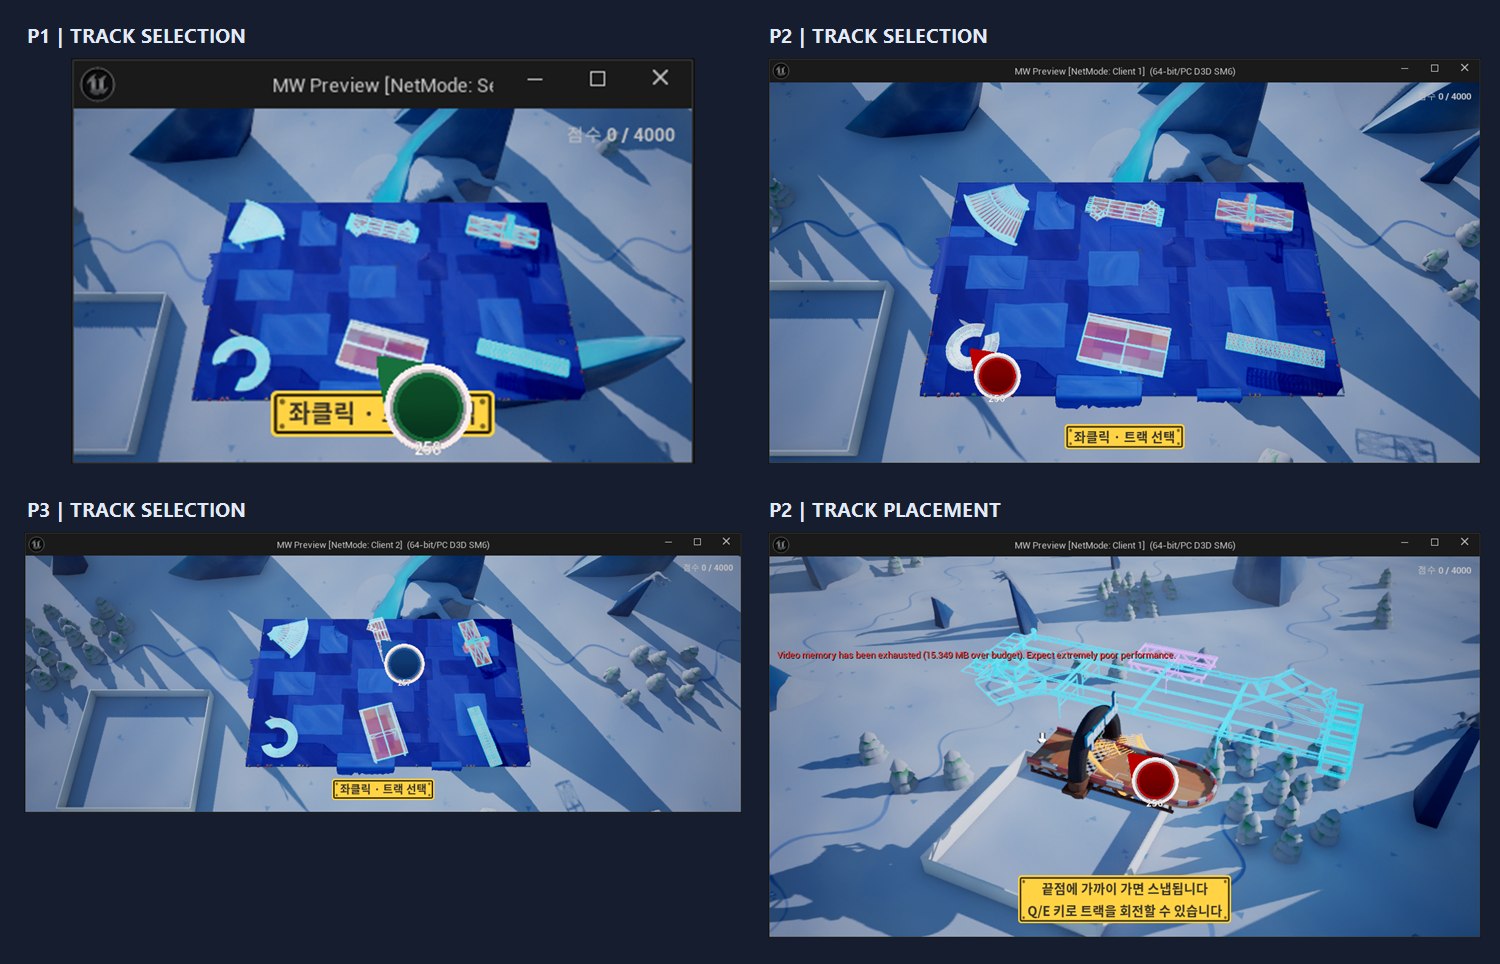 P1 | TRACK SELECTION
MW Preview [NetMode: Se
점수 0 / 4000
좌클릭 · 트
256
P2 | TRACK SELECTION
MW Preview [NetMode: Client 1] (64-bit/PC D3D SM6)
점수 0 / 4000
256
좌클릭 · 트랙 선택
P3 | TRACK SELECTION
MW Preview [NetMode: Client 2] (64-bit/PC D3D SM6)
점수 0 / 4000
257
좌클릭 · 트랙 선택
P2 | TRACK PLACEMENT
MW Preview [NetMode: Client 1] (64-bit/PC D3D SM6)
점수 0 / 4000
Video memory has been exhausted (15.349 MB over budget). Expect extremely poor performance.
256
끝점에 가까이 가면 스냅됩니다
Q/E 키로 트랙을 회전할 수 있습니다